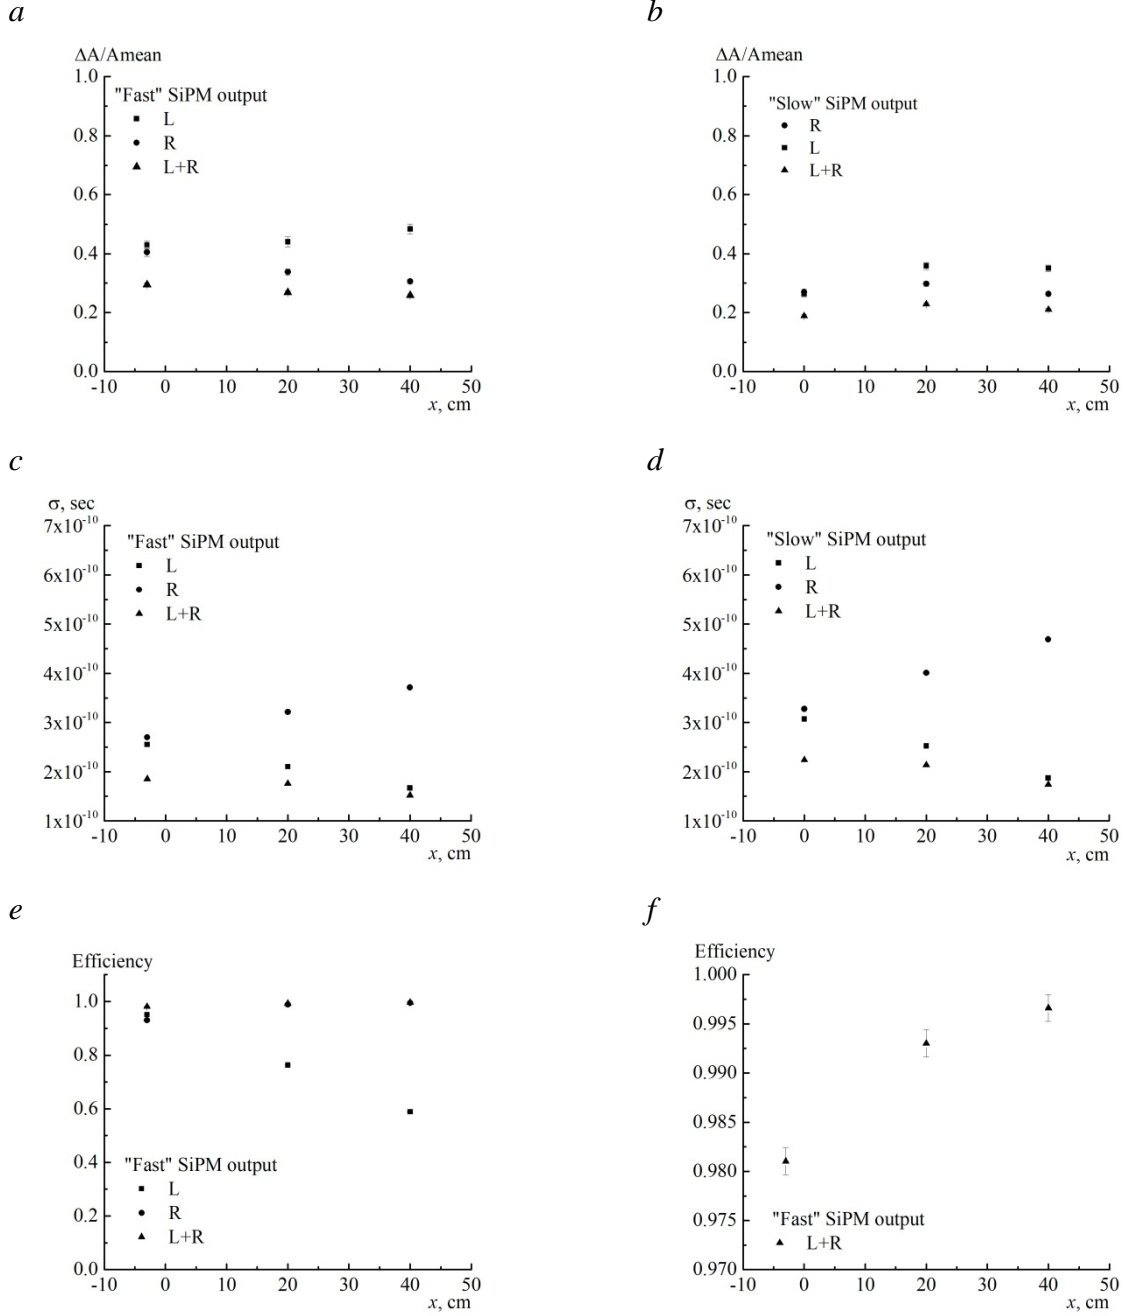 a
ΔA/Amean
1.0
"Fast" SiPM output
L
R
L+R
0.8
0.6
0.4
0.2
0.0
-10 0 10 20 30 40 50
x, cm
b
ΔA/Amean
1.0
"Slow" SiPM output
R
L
L+R
0.8
0.6
0.4
0.2
0.0
-10 0 10 20 30 40 50
x, cm
c
σ, sec
7x10⁻¹⁰
"Fast" SiPM output
L
R
L+R
6x10⁻¹⁰
5x10⁻¹⁰
4x10⁻¹⁰
3x10⁻¹⁰
2x10⁻¹⁰
1x10⁻¹⁰
-10 0 10 20 30 40 50
x, cm
d
σ, sec
7x10⁻¹⁰
"Slow" SiPM output
L
R
L+R
6x10⁻¹⁰
5x10⁻¹⁰
4x10⁻¹⁰
3x10⁻¹⁰
2x10⁻¹⁰
1x10⁻¹⁰
-10 0 10 20 30 40 50
x, cm
e
Efficiency
1.0
0.8
0.6
0.4
"Fast" SiPM output
L
R
L+R
0.2
0.0
-10 0 10 20 30 40 50
x, cm
f
Efficiency
1.000
0.995
0.990
0.985
0.980
0.975
"Fast" SiPM output
L+R
0.970
-10 0 10 20 30 40 50
x, cm